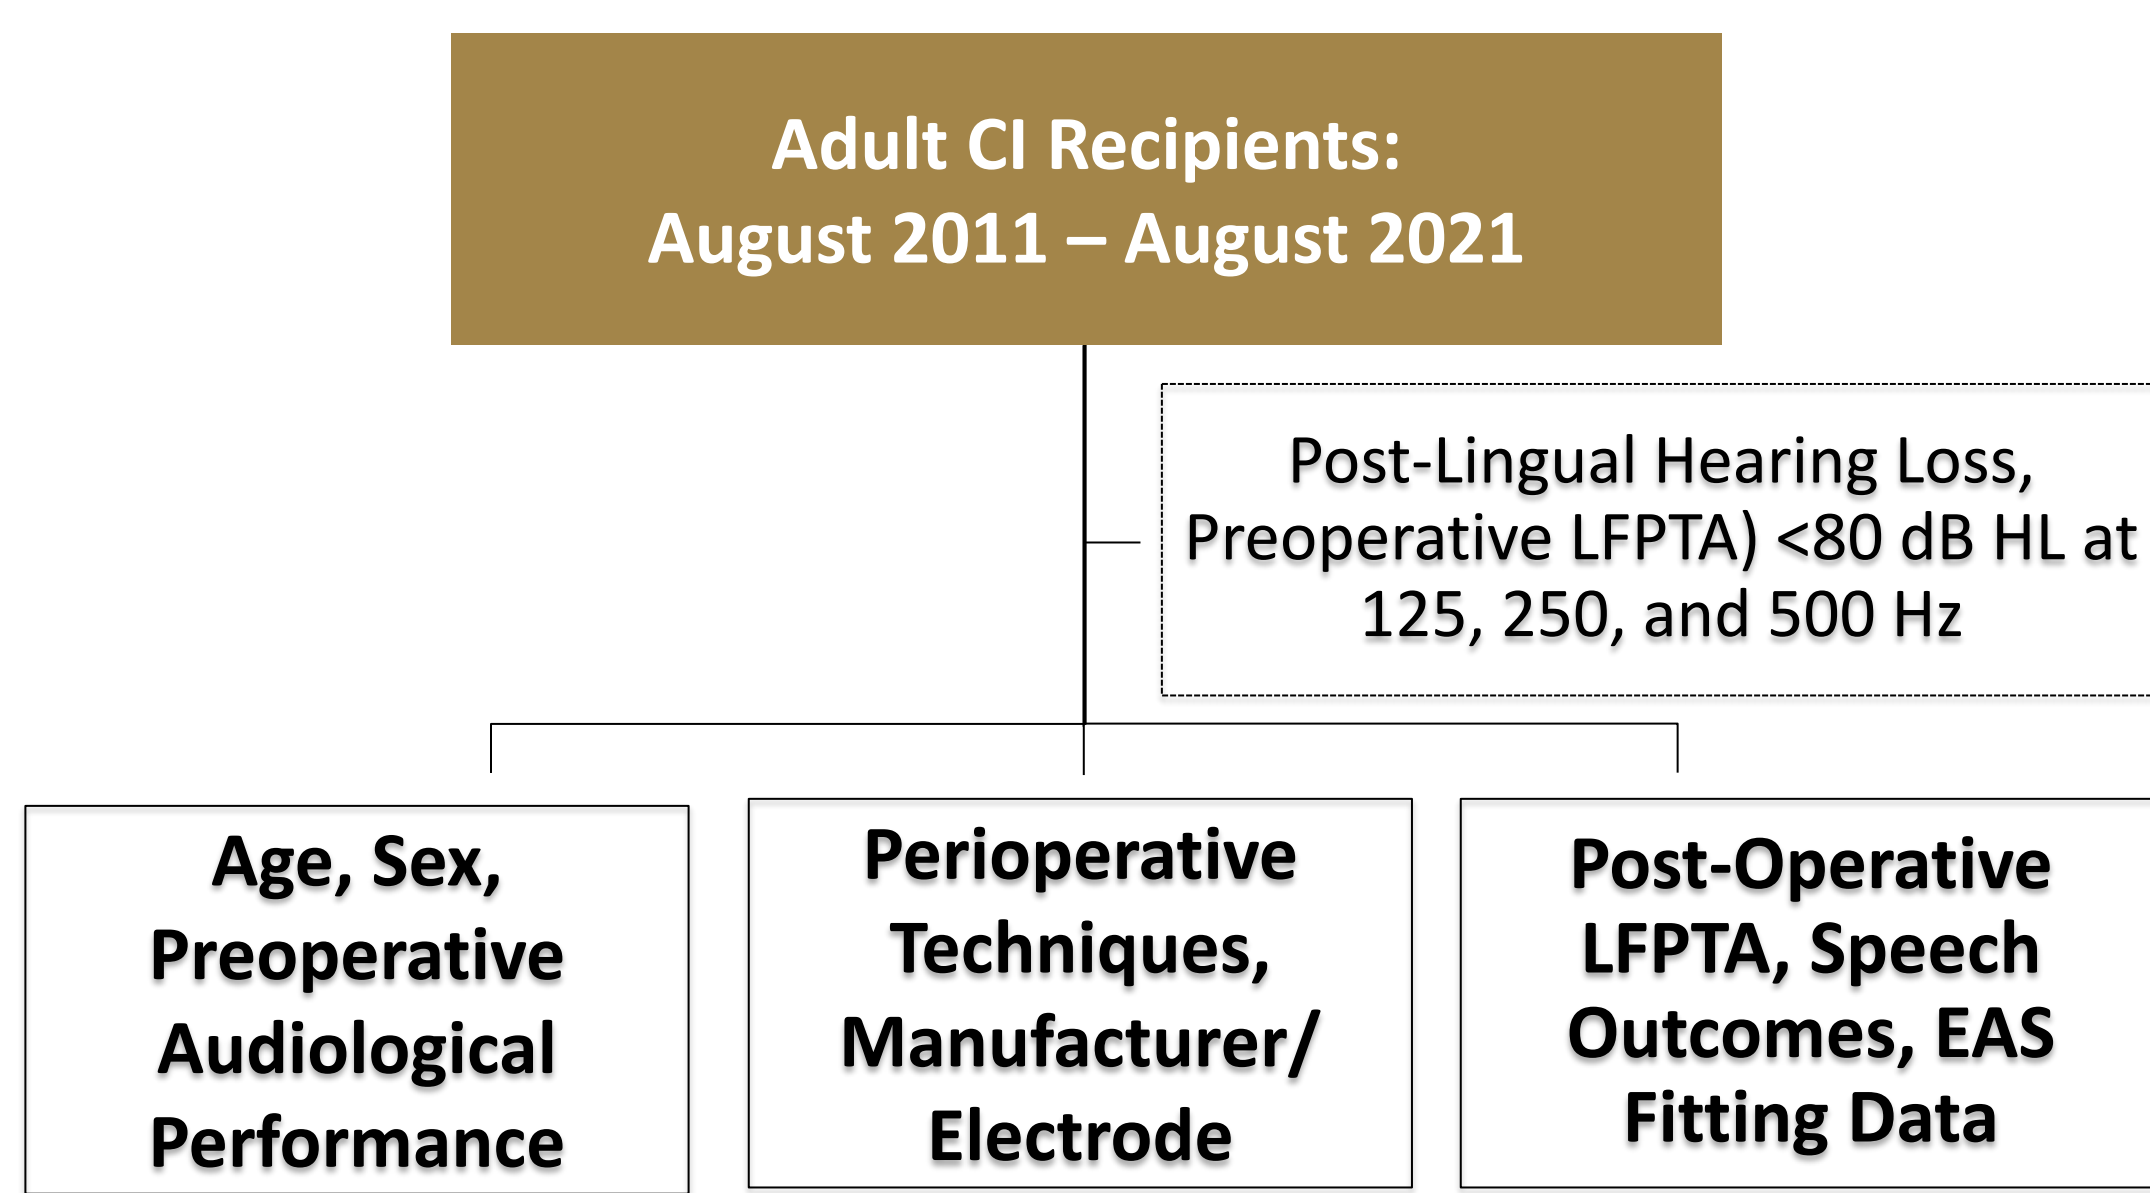 Adult CI Recipients:
August 2011 – August 2021
Post-Lingual Hearing Loss,
Preoperative LFPTA) <80 dB HL at
125, 250, and 500 Hz
Age, Sex,
Preoperative
Audiological
Performance
Perioperative
Techniques,
Manufacturer/
Electrode
Post-Operative
LFPTA, Speech
Outcomes, EAS
Fitting Data